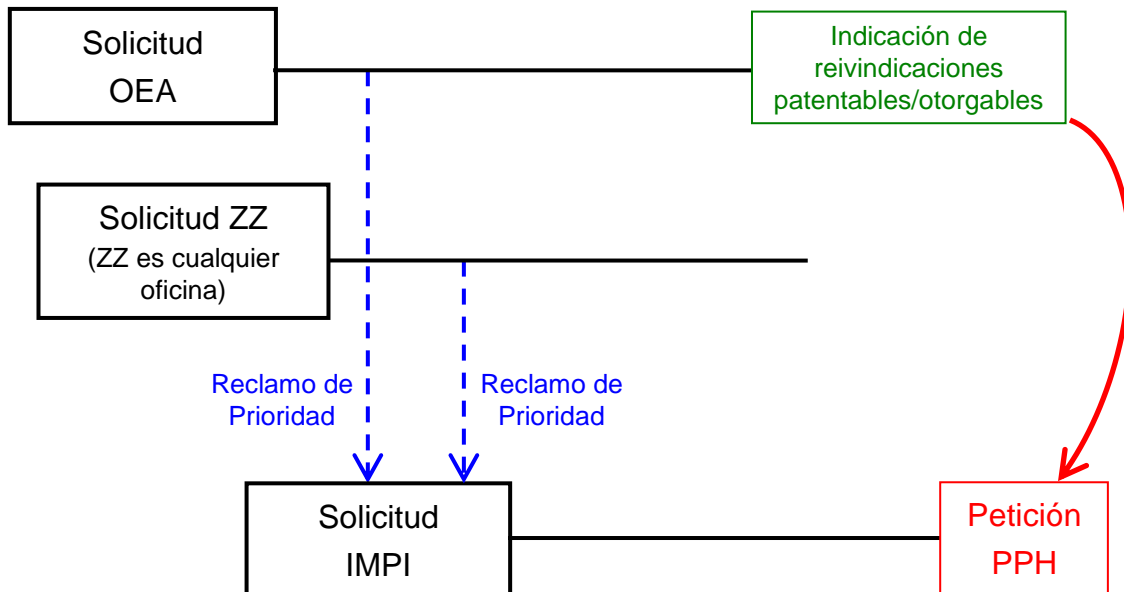 Solicitud
OEA
Indicación de
reivindicaciones
patentables/otorgables
Solicitud ZZ
(ZZ es cualquier
oficina)
Reclamo de
Prioridad
Reclamo de
Prioridad
Solicitud
IMPI
Petición
PPH